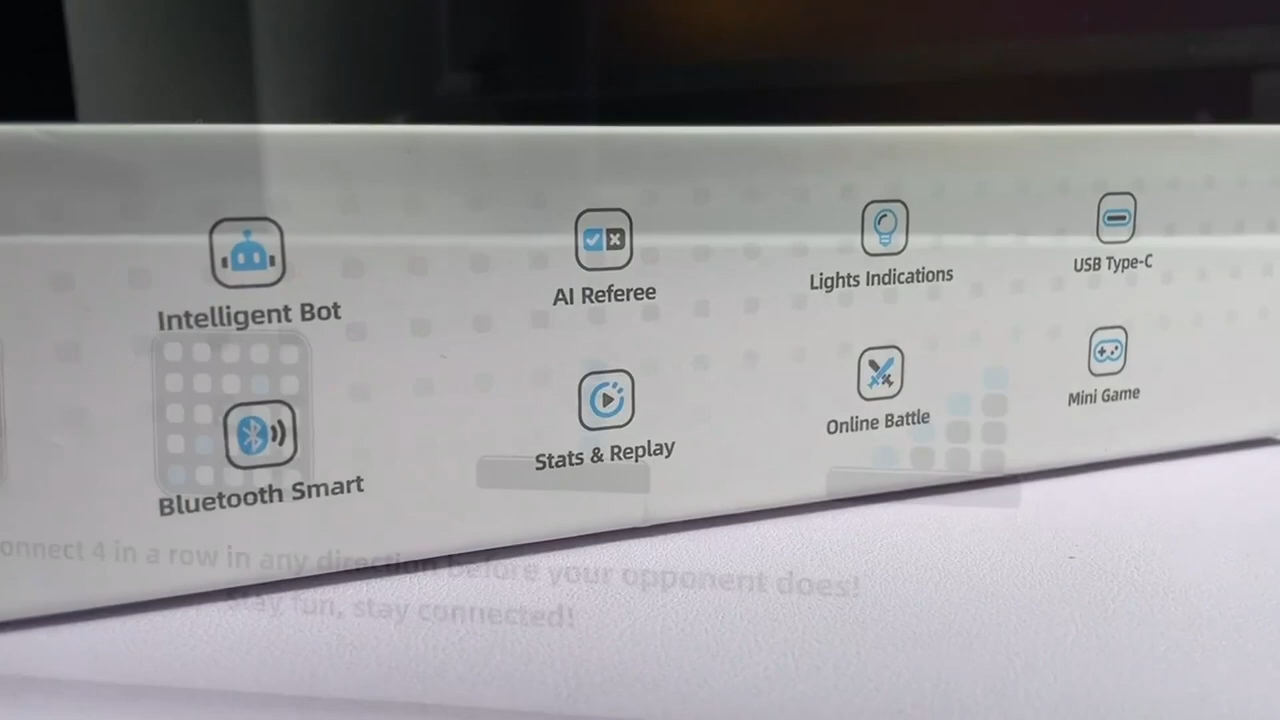 Intelligent Bot
AI Referee
Lights Indications
USB Type-C
Bluetooth Smart
Stats & Replay
Online Battle
Mini Game
onnect 4 in a row in any direction before your opponent does!
Stay fun, stay connected!